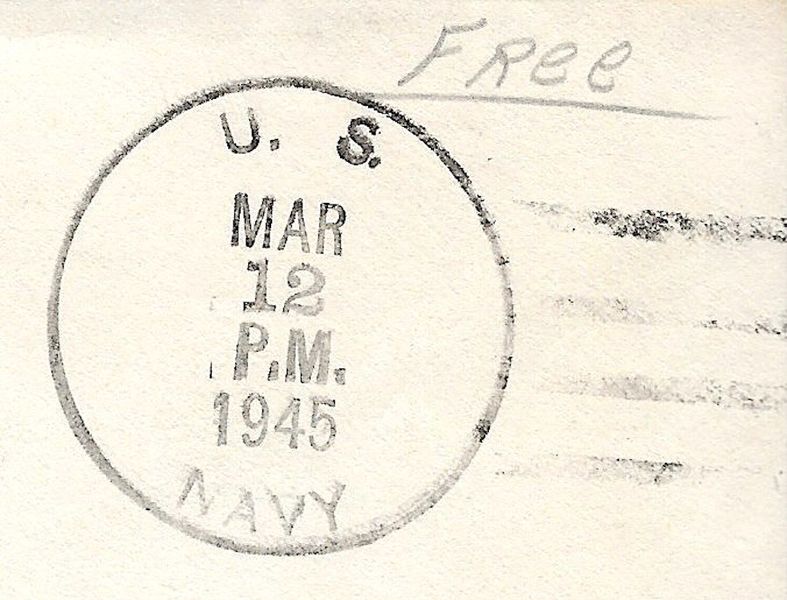 Free
U. S.
MAR
12
P.M.
1945
NAVY